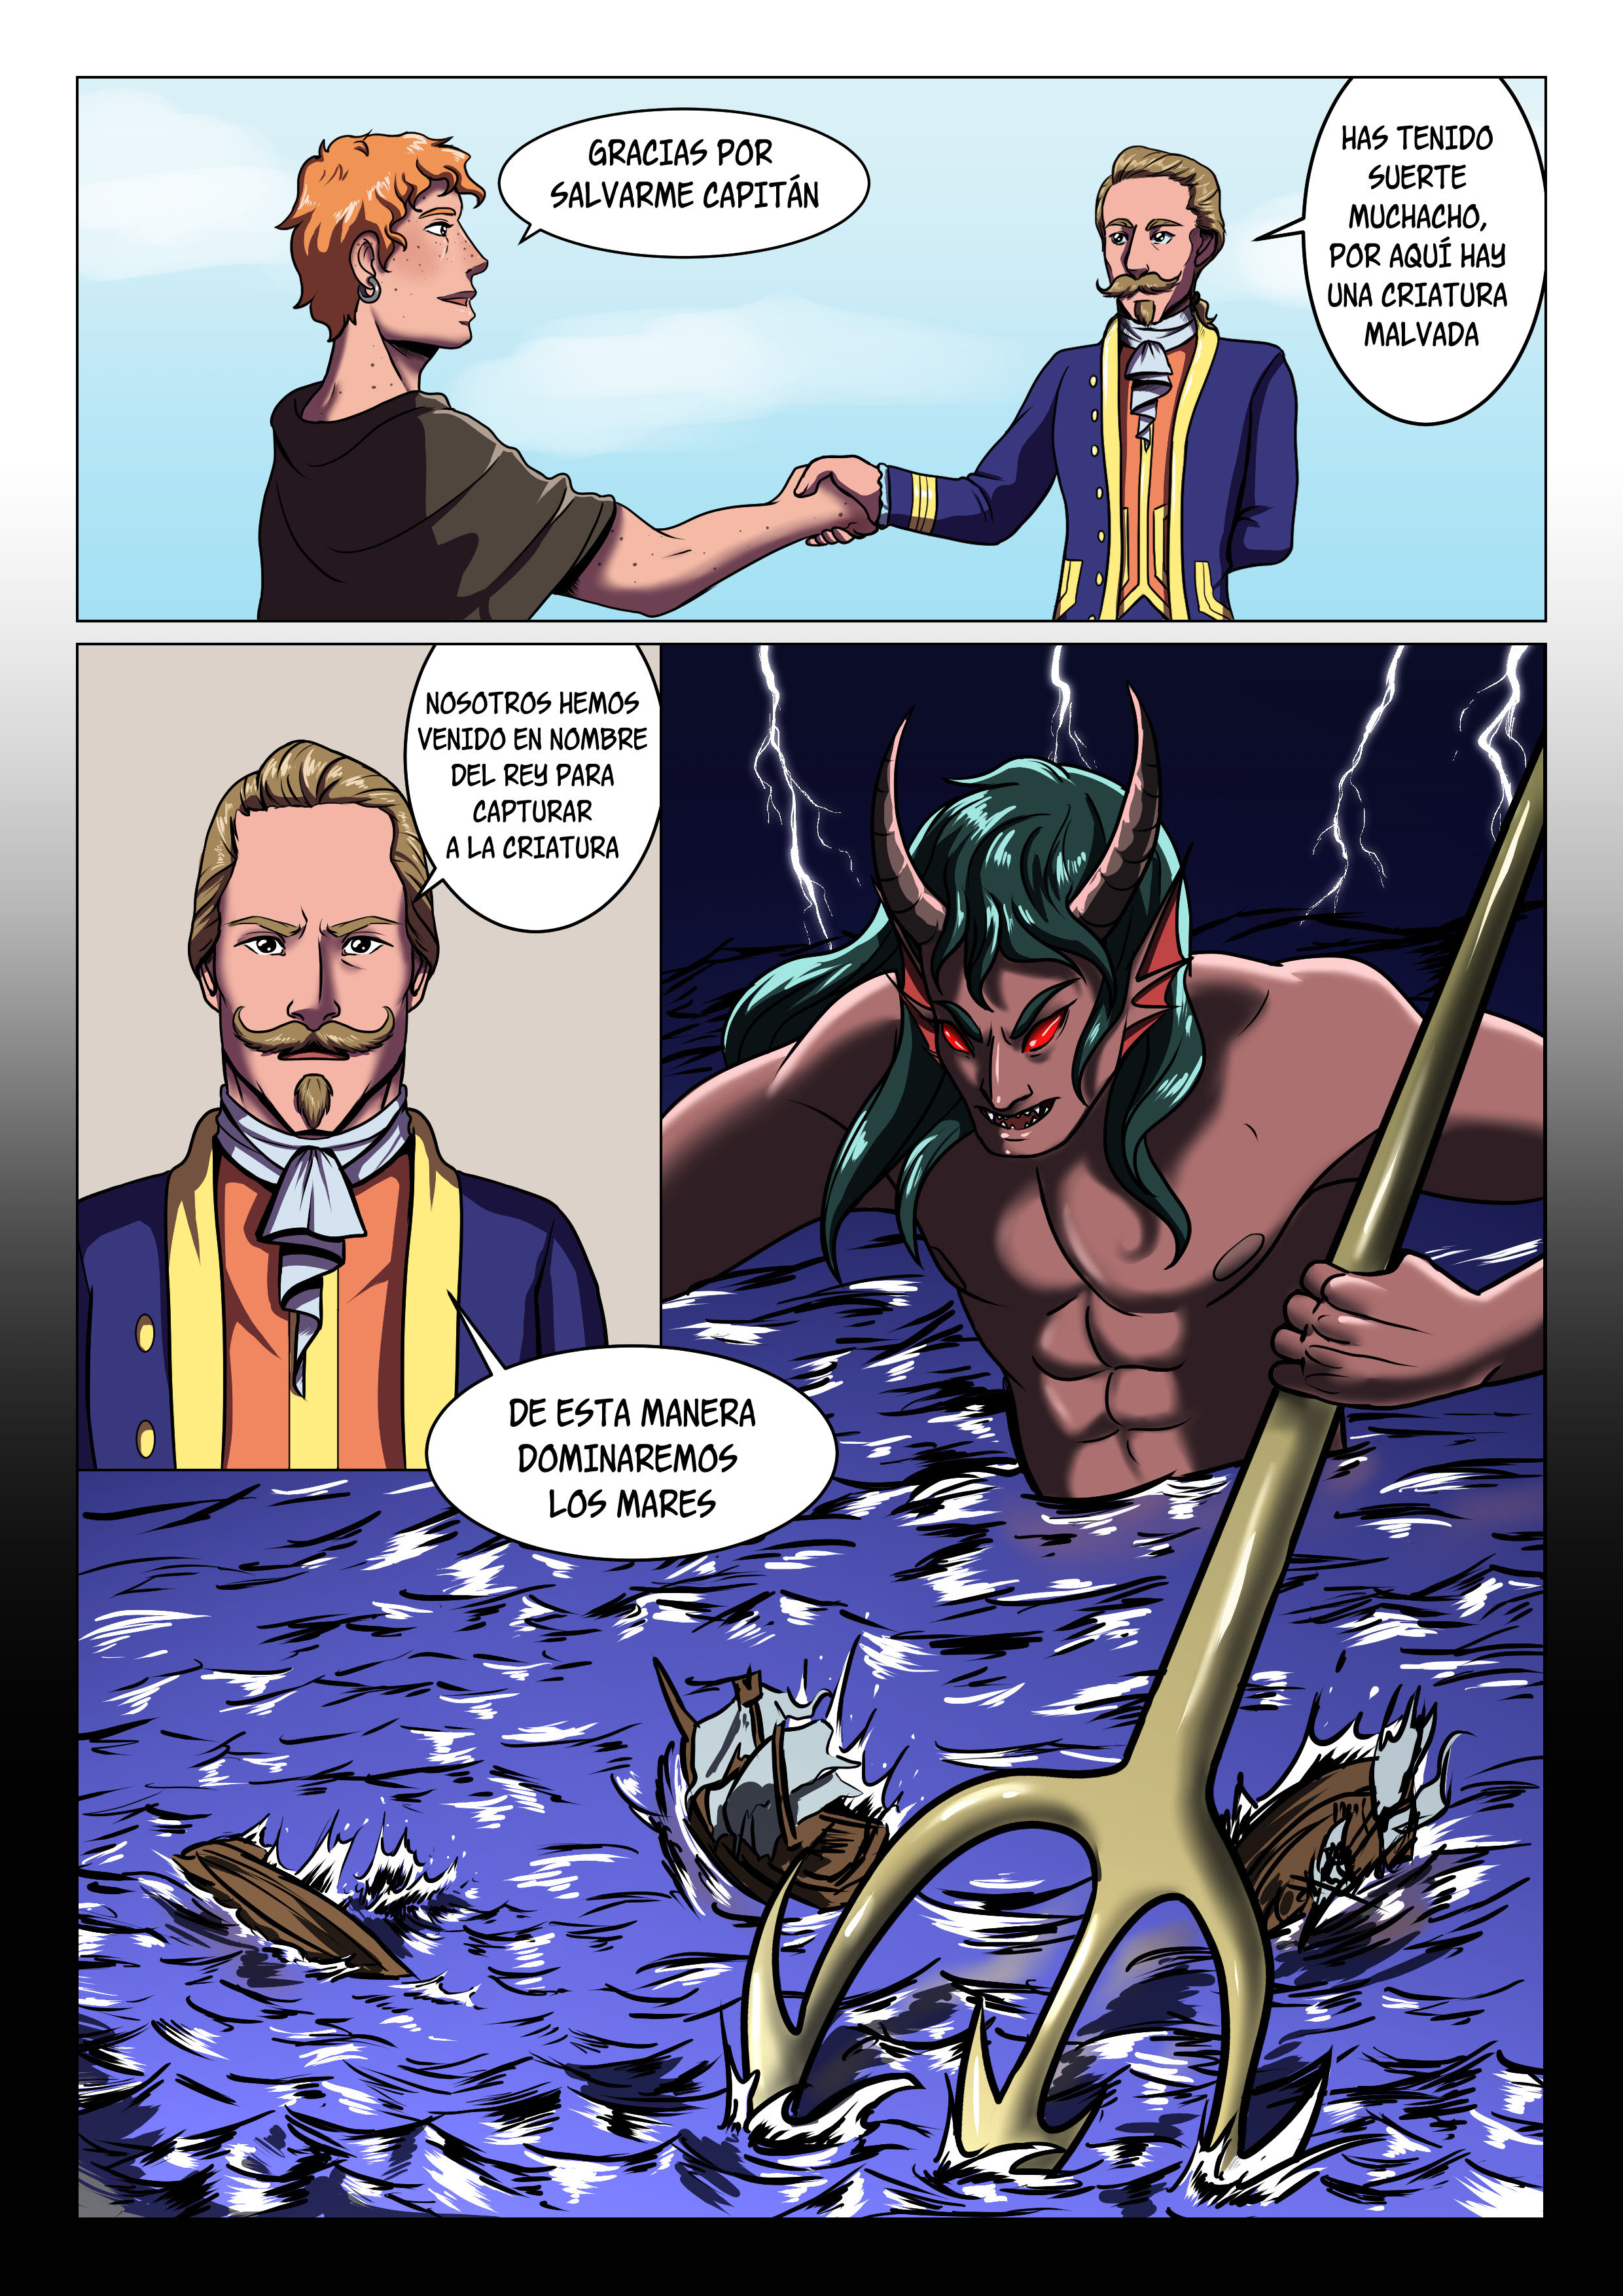 GRACIAS POR
SALVARME CAPITÁN
HAS TENIDO
SUERTE
MUCHACHO,
POR AQUÍ HAY
UNA CRIATURA
MALVADA
NOSOTROS HEMOS
VENIDO EN NOMBRE
DEL REY PARA
CAPTURAR
A LA CRIATURA
DE ESTA MANERA
DOMINAREMOS
LOS MARES